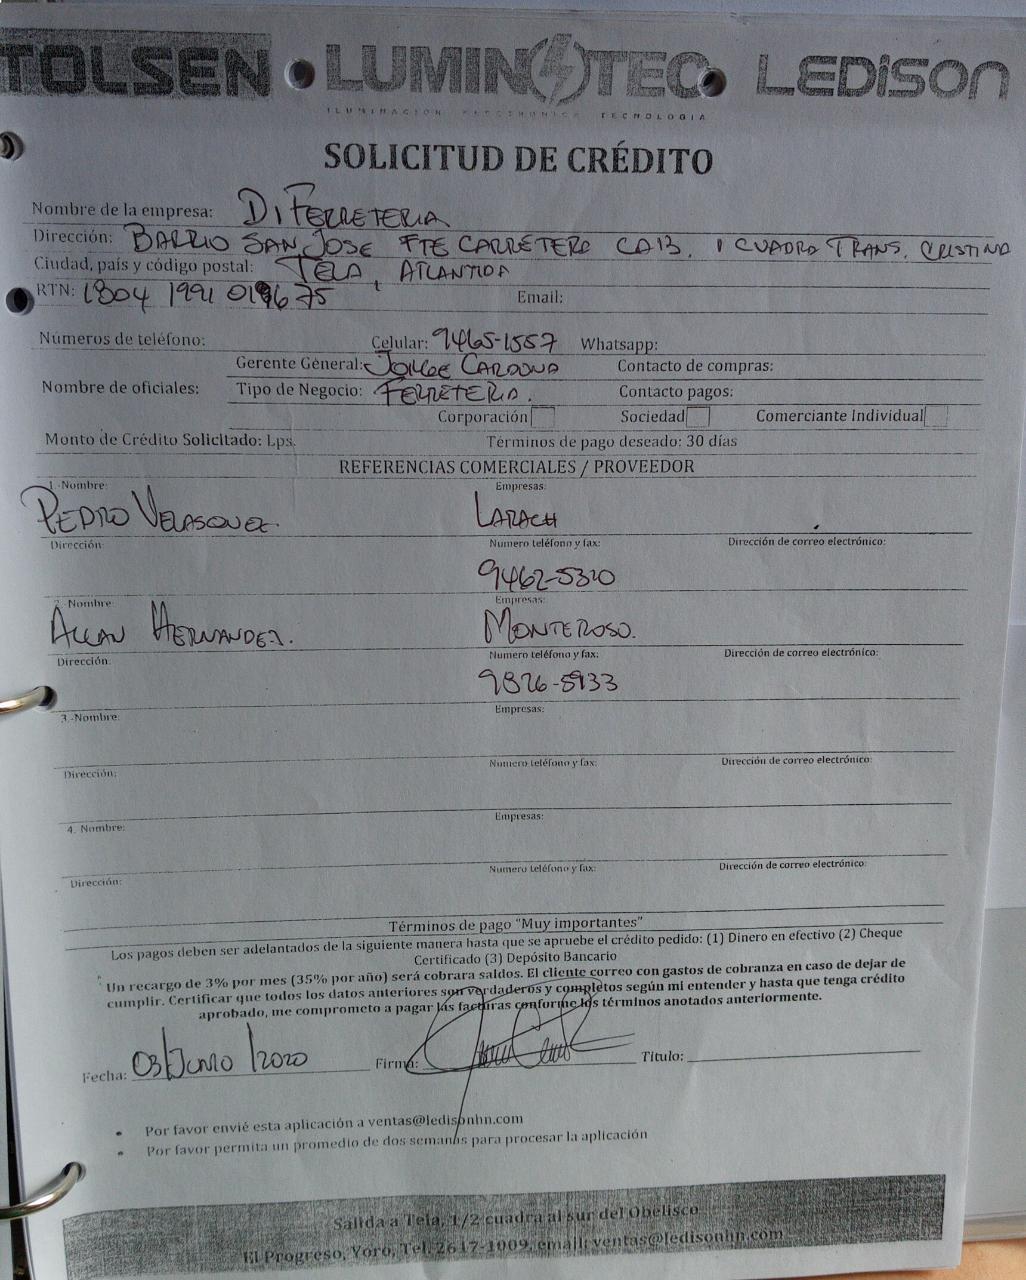 TOLSEN LUMINOTEC LEDISON
ILUMINACION ELECTRONICA TECNOLOGIA
SOLICITUD DE CRÉDITO
Nombre de la empresa: DIFERRETERIA
Dirección: BARRIO SAN JOSE FTE CARRETERA CA13, 1 CUADRA TRANS. CRISTINA
Ciudad, país y código postal: TELA, ATLANTIDA
RTN: 1804 1991 019675 Email:
Números de teléfono: Celular: 9465-1557 Whatsapp:
Gerente General: JORGE CARDONA Contacto de compras:
Nombre de oficiales: Tipo de Negocio: FERRETERIA. Contacto pagos:
Corporación Sociedad Comerciante Individual
Monto de Crédito Solicitado: Lps. Términos de pago deseado: 30 días
REFERENCIAS COMERCIALES / PROVEEDOR
1.-Nombre: Empresas:
PEDRO VELASQUEZ. LARACH
Dirección: Numero teléfono y fax: Dirección de correo electrónico:
9462-5320
2. Nombre: Empresas:
ALLAN HERNANDEZ. MONTEROSO.
Dirección: Numero teléfono y fax: Dirección de correo electrónico:
9826-5933
3.-Nombre: Empresas:
Dirección: Numero teléfono y fax: Dirección de correo electrónico:
4. Nombre: Empresas:
Dirección: Numero teléfono y fax: Dirección de correo electrónico:
Términos de pago "Muy importantes"
Los pagos deben ser adelantados de la siguiente manera hasta que se apruebe el crédito pedido: (1) Dinero en efectivo (2) Cheque
Certificado (3) Depósito Bancario
Un recargo de 3% por mes (35% por año) será cobrara saldos. El cliente correo con gastos de cobranza en caso de dejar de
cumplir. Certificar que todos los datos anteriores son verdaderos y completos según mi entender y hasta que tenga crédito
aprobado, me comprometo a pagar las facturas conforme los términos anotados anteriormente.
Fecha: 03/JUNIO/2020 Firma: Titulo:
• Por favor envié esta aplicación a ventas@ledisonhn.com
• Por favor permita un promedio de dos semanas para procesar la aplicación
Salida a Tela, 1/2 cuadra al sur del Obelisco
El Progreso, Yoro, Tel. 2647-1009, email: ventas@ledisonhn.com